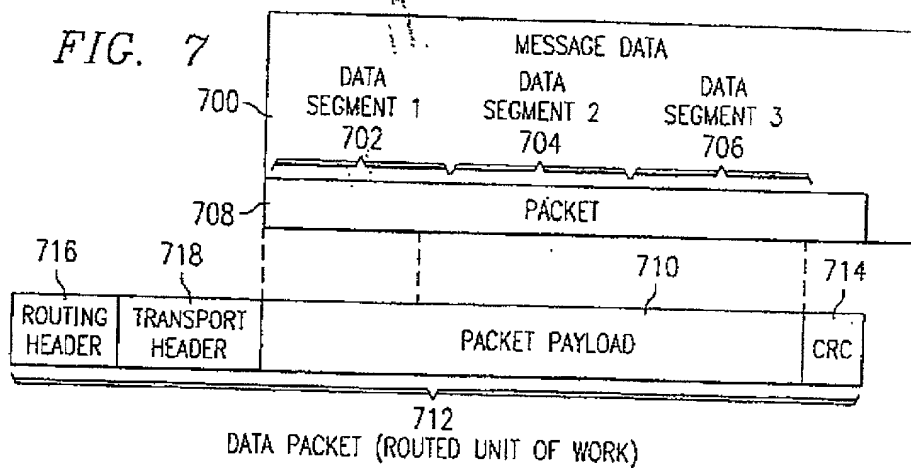 FIG. 7
MESSAGE DATA
DATA SEGMENT 1
DATA SEGMENT 2
DATA SEGMENT 3
700
702
704
706
708
PACKET
716
718
710
714
ROUTING HEADER
TRANSPORT HEADER
PACKET PAYLOAD
CRC
712
DATA PACKET (ROUTED UNIT OF WORK)